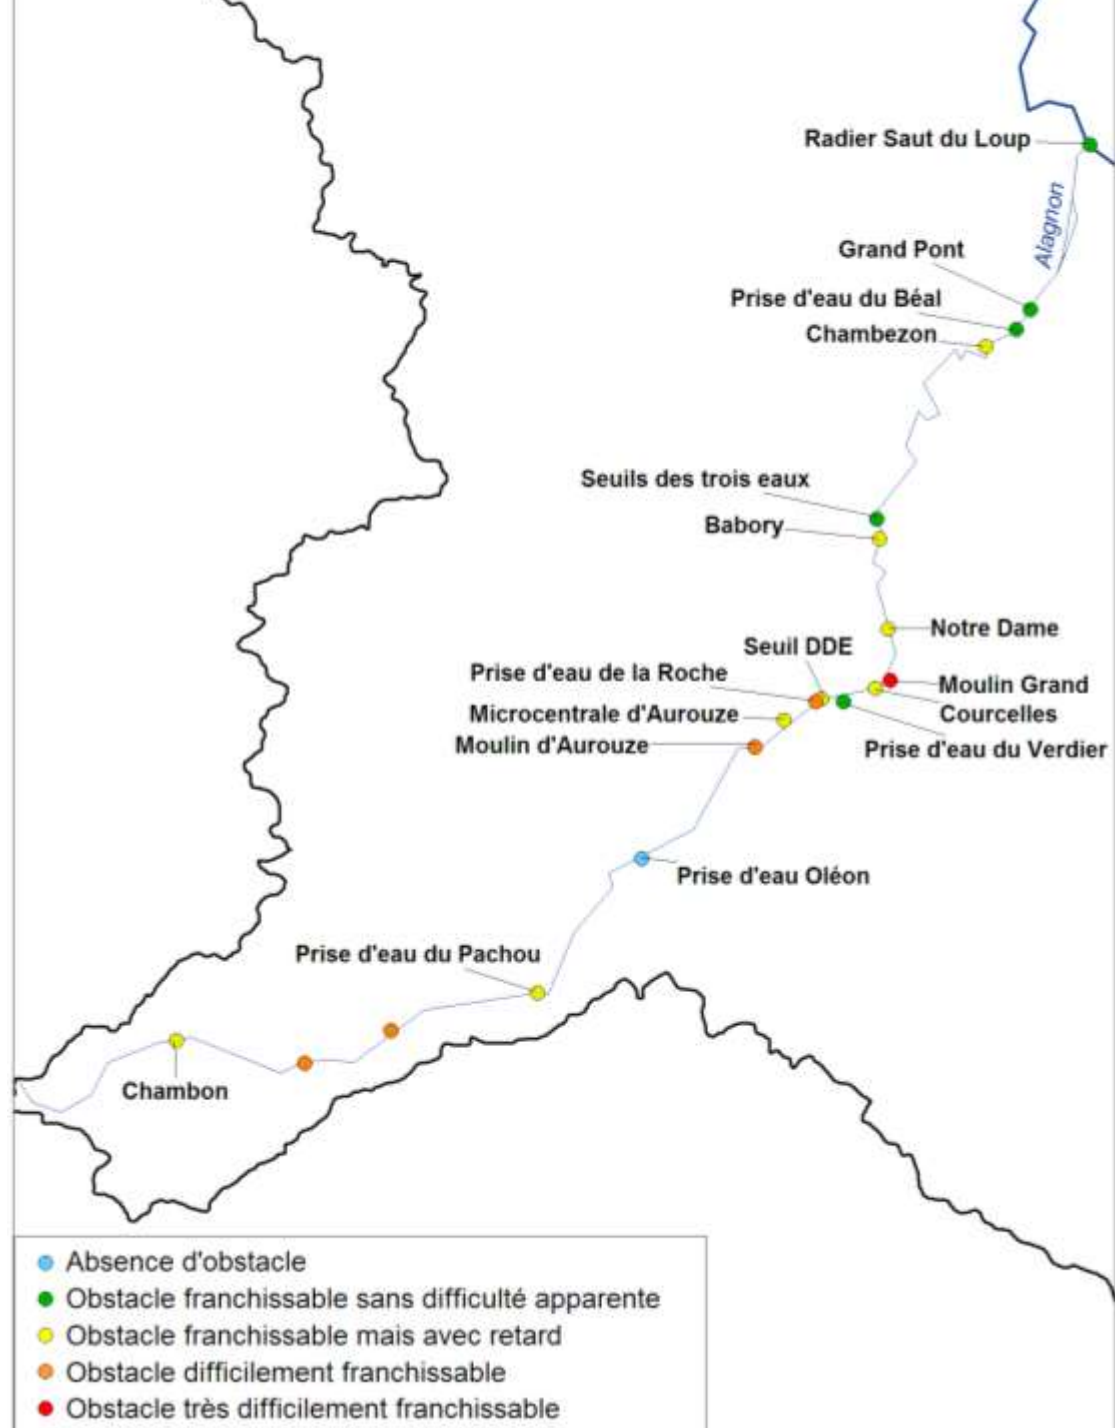 Radier Saut du Loup
Alagnon
Grand Pont
Prise d'eau du Béal
Chambezon
Seuils des trois eaux
Babory
Notre Dame
Seuil DDE
Prise d'eau de la Roche
Moulin Grand
Microcentrale d'Aurouze
Courcelles
Moulin d'Aurouze
Prise d'eau du Verdier
Prise d'eau Oléon
Prise d'eau du Pachou
Chambon
Absence d'obstacle
Obstacle franchissable sans difficulté apparente
Obstacle franchissable mais avec retard
Obstacle difficilement franchissable
Obstacle très difficilement franchissable